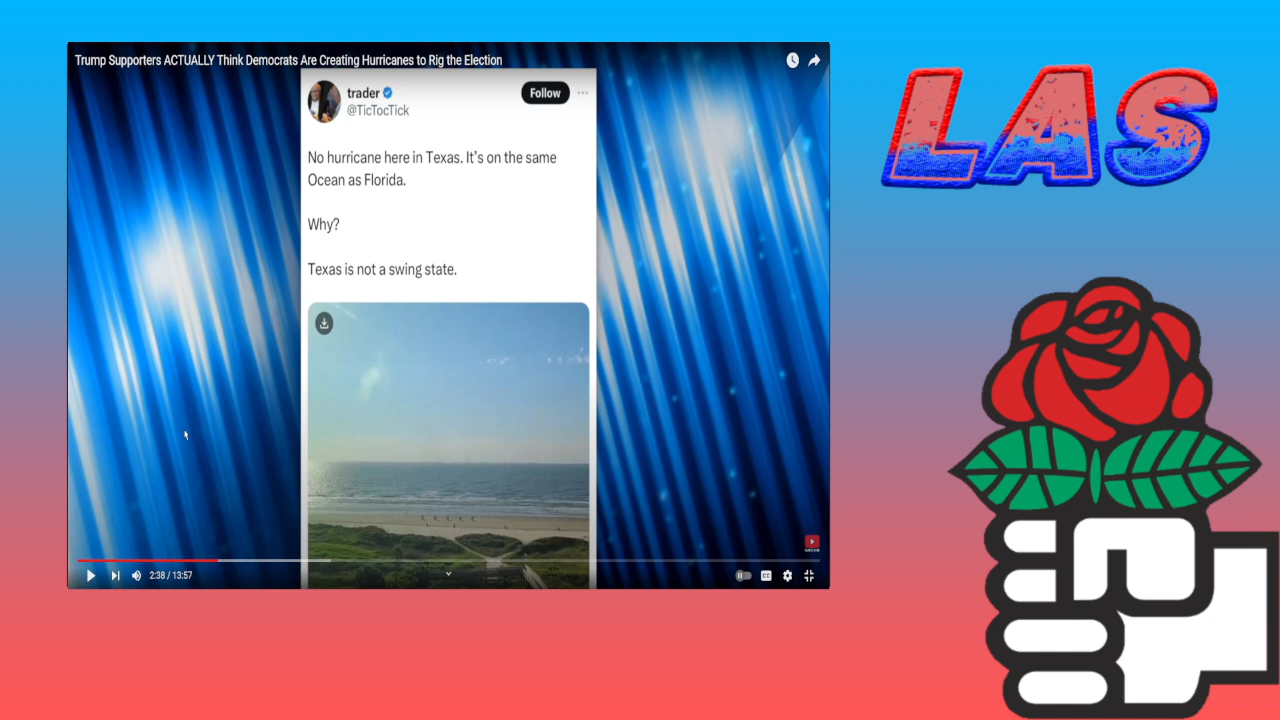 Trump Supporters ACTUALLY Think Democrats Are Creating Hurricanes to Rig the Election
LAS
trader
@TicTocTick
Follow
No hurricane here in Texas. It's on the same
Ocean as Florida.
Why?
Texas is not a swing state.
2:38 / 13:57
CC